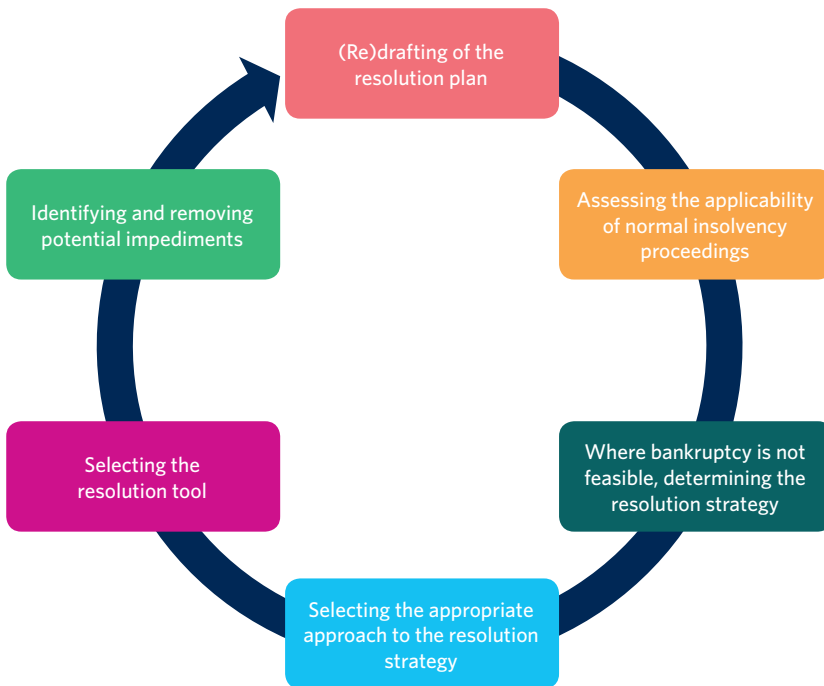 (Re)drafting of the
resolution plan
Assessing the applicability
of normal insolvency
proceedings
Where bankruptcy is not
feasible, determining the
resolution strategy
Selecting the appropriate
approach to the resolution
strategy
Selecting the
resolution tool
Identifying and removing
potential impediments